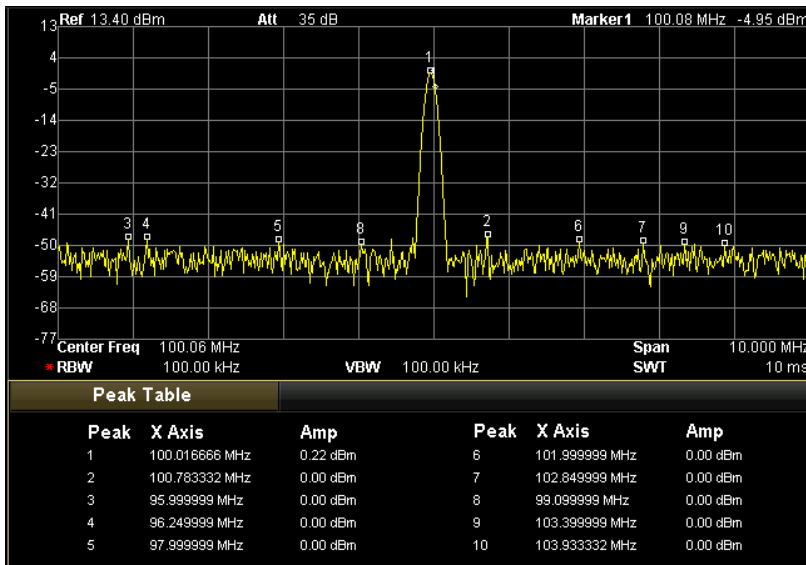 Ref 13.40 dBm Att 35 dB Marker1 100.08 MHz -4.95 dBm
13
4
-5
-14
-23
-32
-41
-50
-59
-68
-77
1
3 4 5 8 2 6 7 9 10
Center Freq 100.06 MHz Span 10.000 MHz
* RBW 100.00 kHz VBW 100.00 kHz SWT 10 ms
Peak Table
Peak X Axis Amp Peak X Axis Amp
1 100.016666 MHz 0.22 dBm 6 101.999999 MHz 0.00 dBm
2 100.783332 MHz 0.00 dBm 7 102.849999 MHz 0.00 dBm
3 95.999999 MHz 0.00 dBm 8 99.099999 MHz 0.00 dBm
4 96.249999 MHz 0.00 dBm 9 103.399999 MHz 0.00 dBm
5 97.999999 MHz 0.00 dBm 10 103.933332 MHz 0.00 dBm